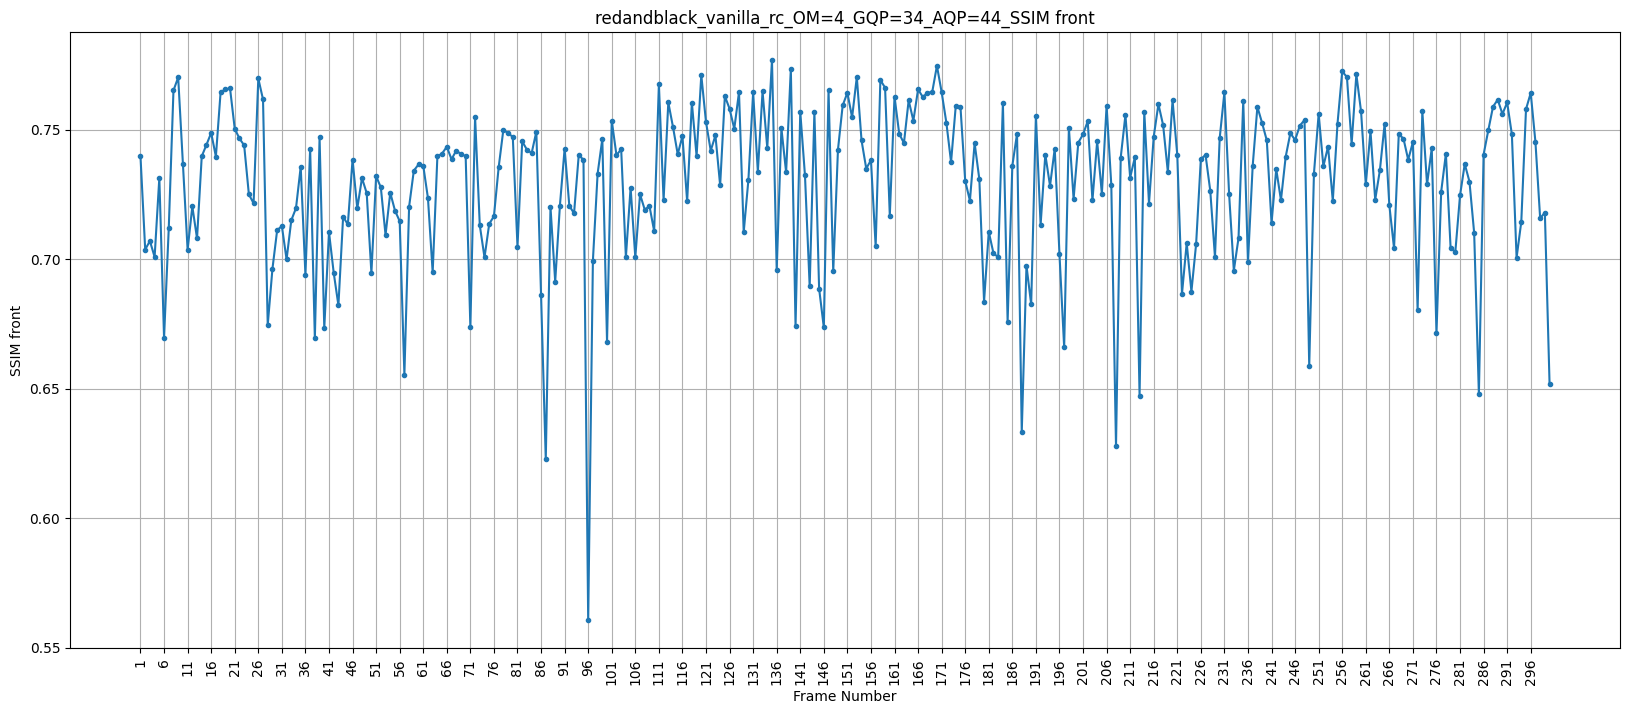 redandblack_vanilla_rc_OM=4_GQP=34_AQP=44_SSIM front
SSIM front
0.75
0.70
0.65
0.60
0.55
1 6 11 16 21 26 31 36 41 46 51 56 61 66 71 76 81 86 91 96 101 106 111 116 121 126 131 136 141 146 151 156 161 166 171 176 181 186 191 196 201 206 211 216 221 226 231 236 241 246 251 256 261 266 271 276 281 286 291 296
Frame Number